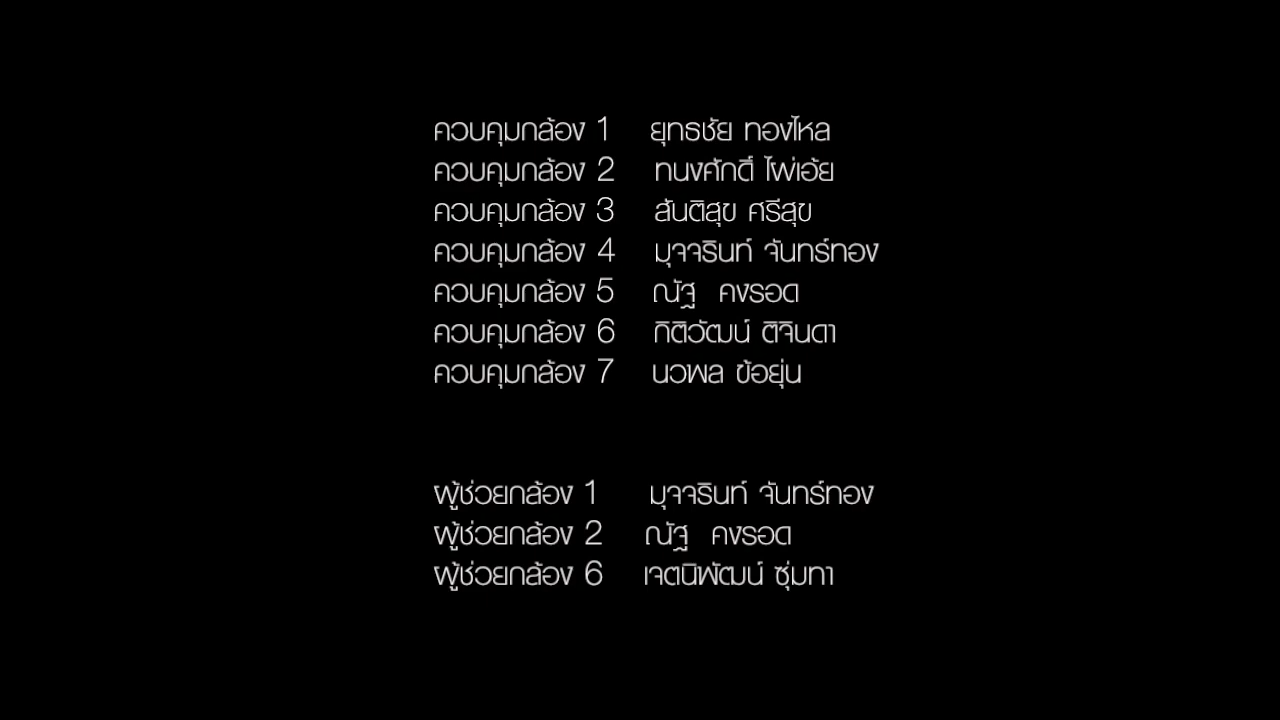 ควบคุมกล้อง 1 ยุทธชัย ทองไหล
ควบคุมกล้อง 2 ทนงศักดิ์ ไผ่เอ้ย
ควบคุมกล้อง 3 สันติสุข ศรีสุข
ควบคุมกล้อง 4 มุจจรินท์ จันทร์ทอง
ควบคุมกล้อง 5 ณัฐ คงรอด
ควบคุมกล้อง 6 กิติวัฒน์ ติจินดา
ควบคุมกล้อง 7 นวพล ข้อยุ่น
ผู้ช่วยกล้อง 1 มุจจรินท์ จันทร์ทอง
ผู้ช่วยกล้อง 2 ณัฐ คงรอด
ผู้ช่วยกล้อง 6 เจตนิพัฒน์ ซุ่มทา